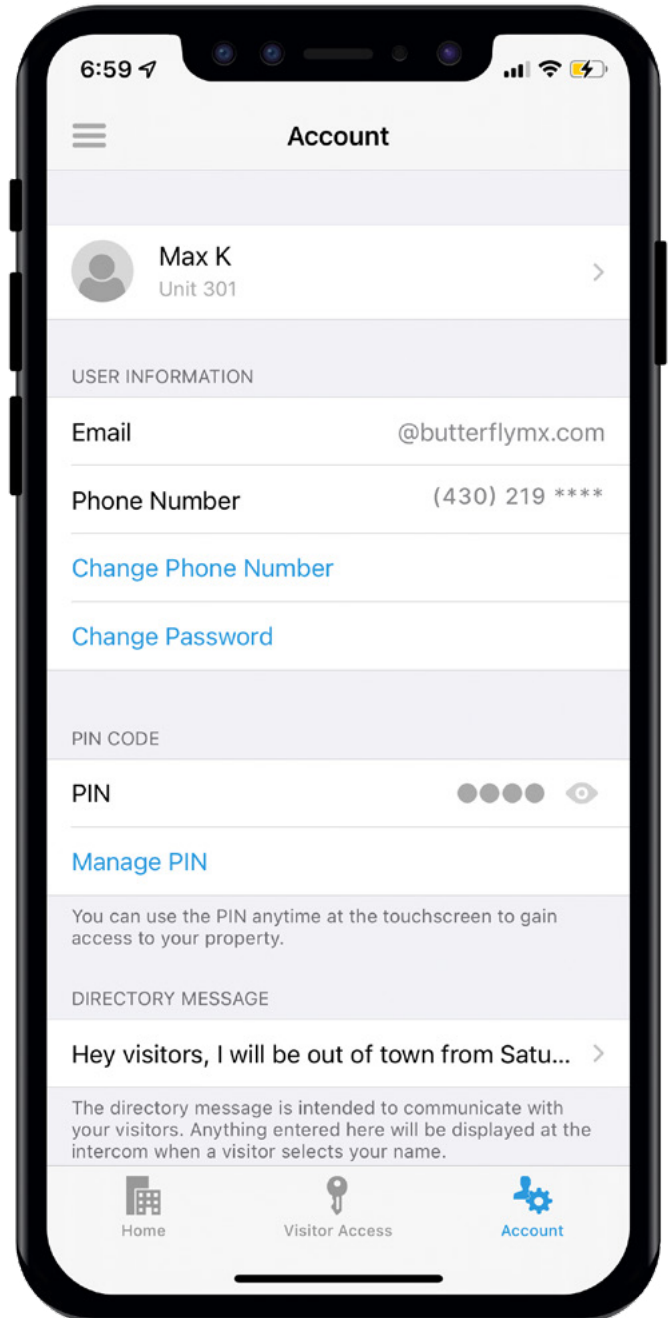 6:59
Account
Max K
Unit 301
USER INFORMATION
Email @butterflymx.com
Phone Number (430) 219 ****
Change Phone Number
Change Password
PIN CODE
PIN
Manage PIN
You can use the PIN anytime at the touchscreen to gain
access to your property.
DIRECTORY MESSAGE
Hey visitors, I will be out of town from Satu...
The directory message is intended to communicate with
your visitors. Anything entered here will be displayed at the
intercom when a visitor selects your name.
Home Visitor Access Account